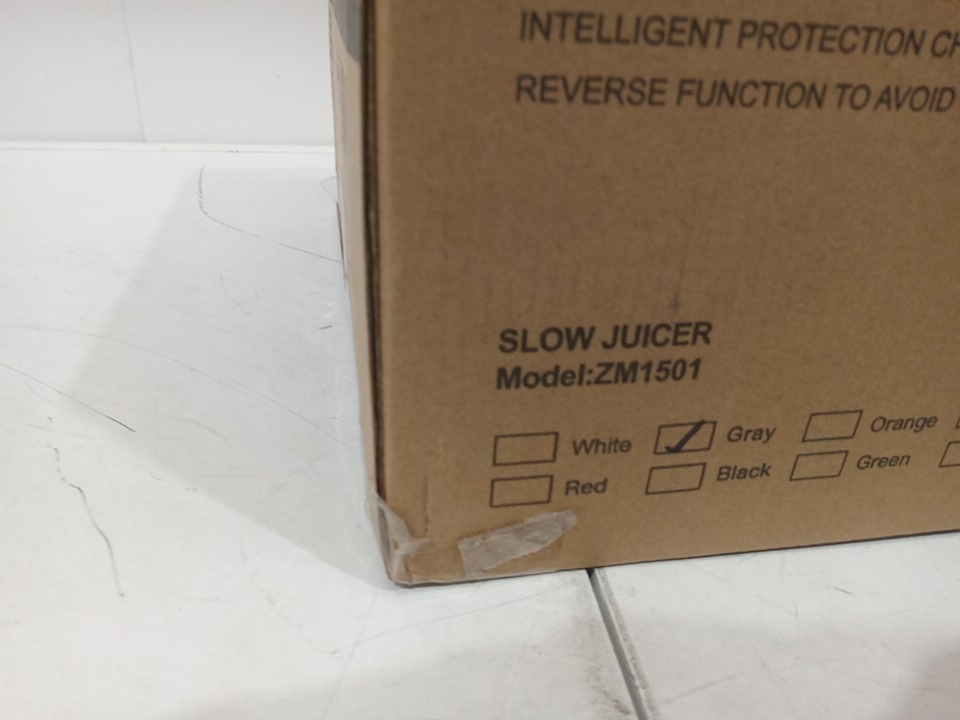 INTELLIGENT PROTECTION
REVERSE FUNCTION TO AVOID
SLOW JUICER
Model:ZM1501
White Gray Orange
Red Black Green